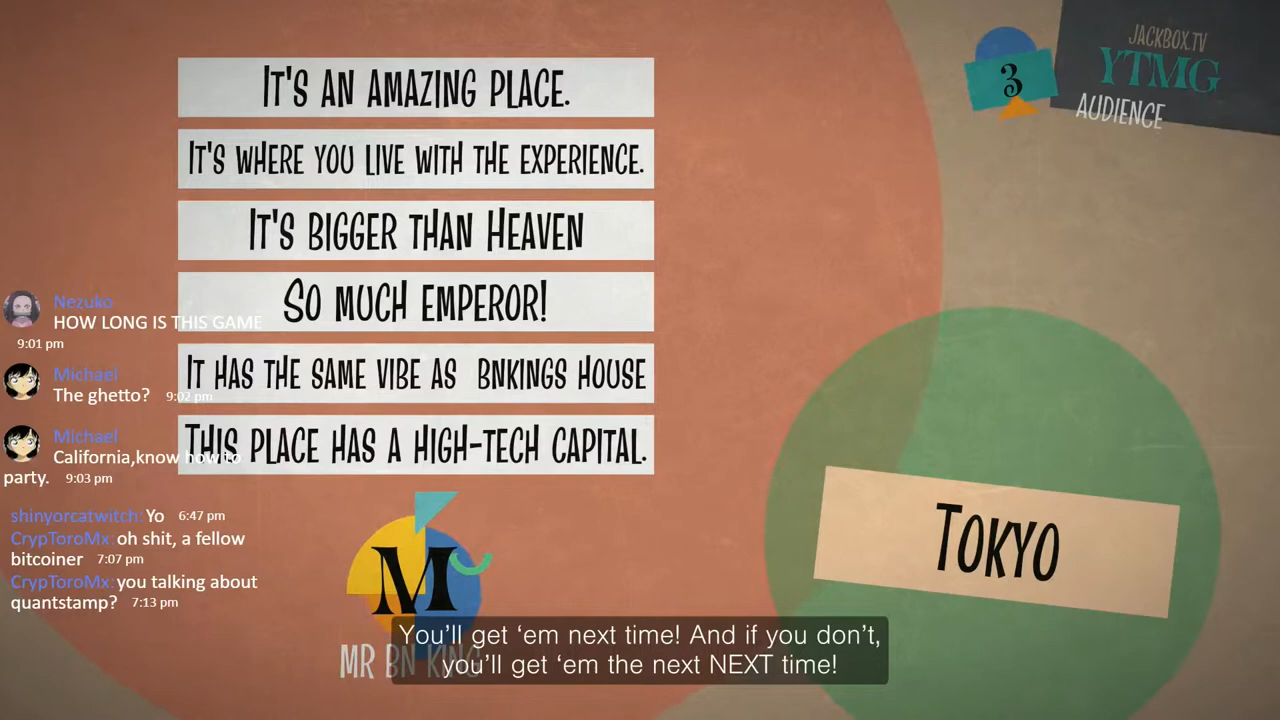 IT'S AN AMAZING PLACE.
IT'S WHERE YOU LIVE WITH THE EXPERIENCE.
IT'S BIGGER THAN HEAVEN
SO MUCH EMPEROR!
IT HAS THE SAME VIBE AS BNKINGS HOUSE
THIS PLACE HAS A HIGH-TECH CAPITAL.
JACKBOX.TV
YTMG
3
AUDIENCE
Nezuko
HOW LONG IS THIS GAME
9:01 pm
Michael
The ghetto? 9:02 pm
Michael
California,know how to
party. 9:03 pm
shinyorcatwitch: Yo 6:47 pm
CrypToroMx: oh shit, a fellow
bitcoiner 7:07 pm
CrypToroMx: you talking about
quantstamp? 7:13 pm
TOKYO
M
MR BN KING
You'll get 'em next time! And if you don't,
you'll get 'em the next NEXT time!